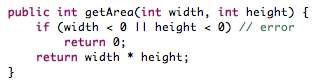 public int getArea(int width, int height) {
    if (width < 0 || height < 0) // error
        return 0;
    return width * height;
}